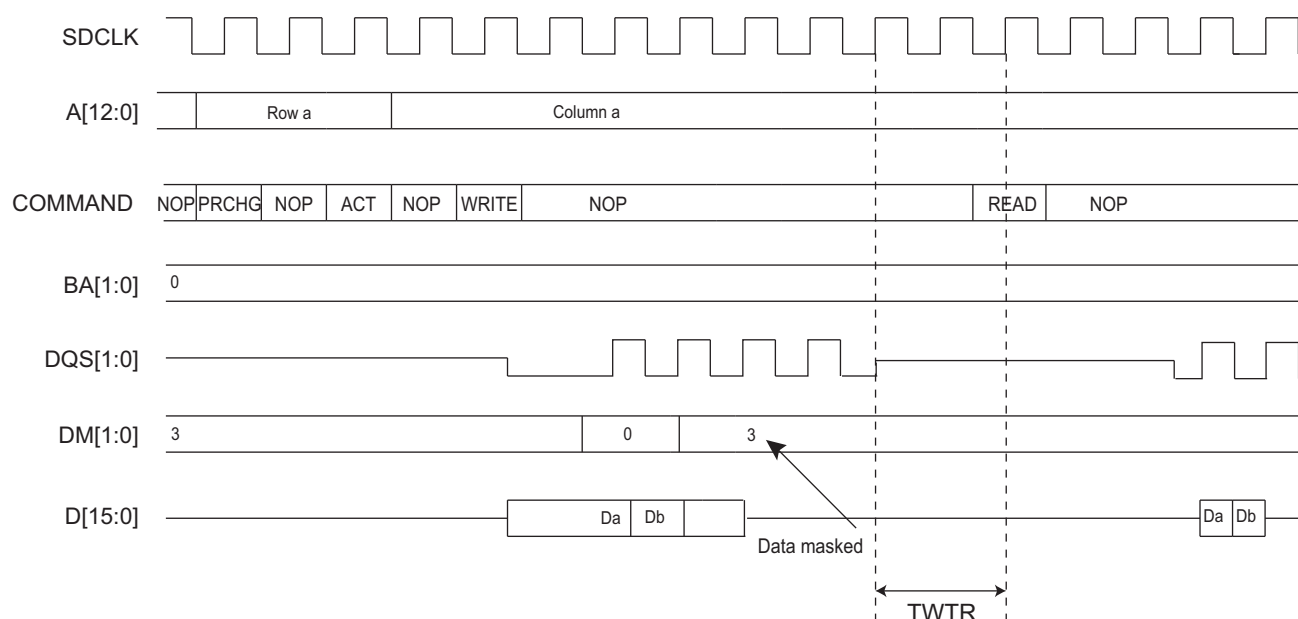 SDCLK
A[12:0] Row a Column a
COMMAND NOP PRCHG NOP ACT NOP WRITE NOP READ NOP
BA[1:0] 0
DQS[1:0]
DM[1:0] 3 0 3
D[15:0] Da Db Da Db
Data masked
TWTR